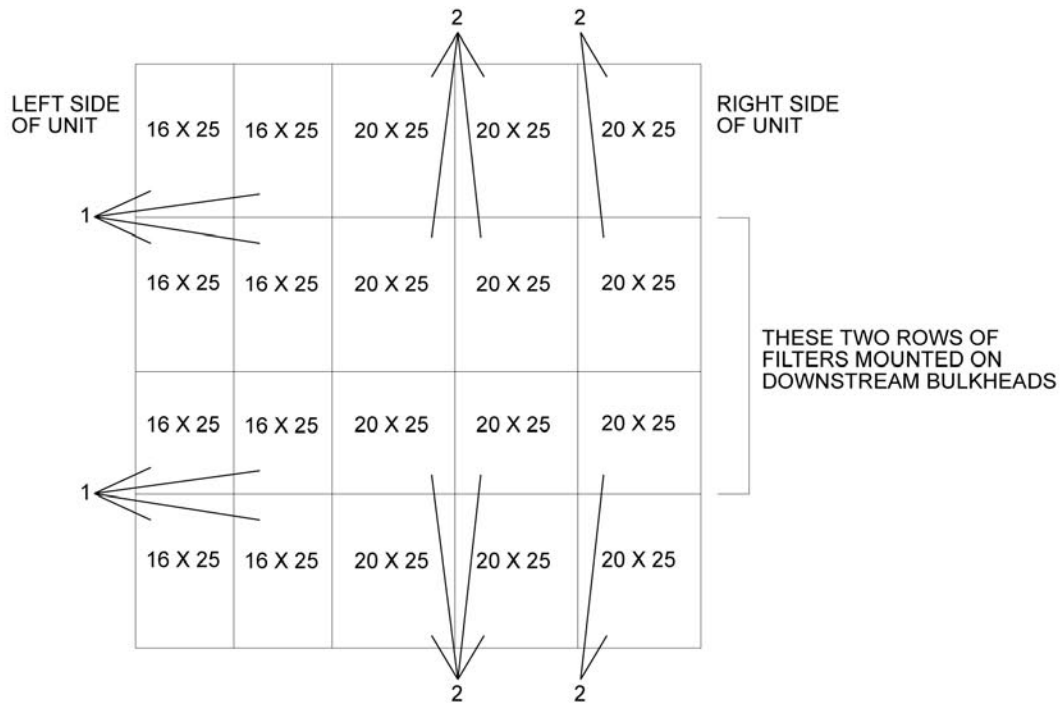 2 2
LEFT SIDE
OF UNIT
RIGHT SIDE
OF UNIT
16 X 25 16 X 25 20 X 25 20 X 25 20 X 25
1
16 X 25 16 X 25 20 X 25 20 X 25 20 X 25
THESE TWO ROWS OF
FILTERS MOUNTED ON
DOWNSTREAM BULKHEADS
16 X 25 16 X 25 20 X 25 20 X 25 20 X 25
1
16 X 25 16 X 25 20 X 25 20 X 25 20 X 25
2 2